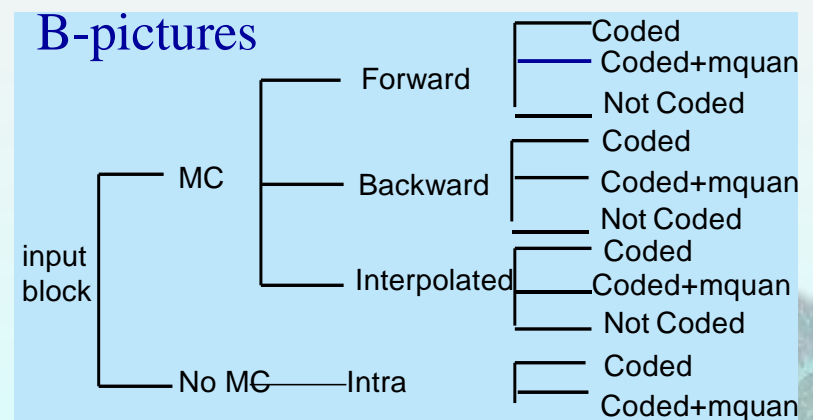 B-pictures
Coded
Coded+mquan
Forward
Not Coded
Coded
MC
Backward
Coded+mquan
Not Coded
input
block
Coded
Interpolated
Coded+mquan
Not Coded
No MC
Intra
Coded
Coded+mquan